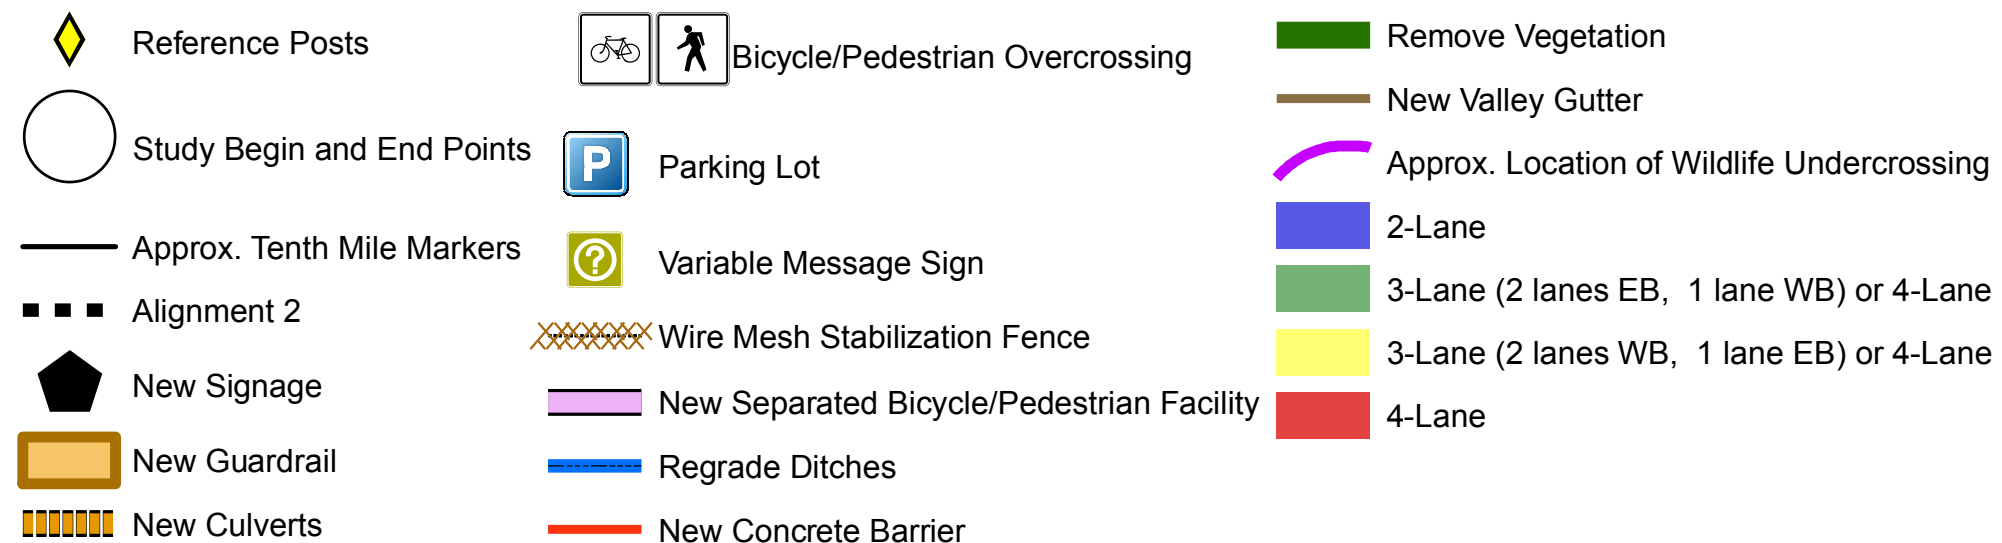 Reference Posts
Study Begin and End Points
Approx. Tenth Mile Markers
Alignment 2
New Signage
New Guardrail
New Culverts
Bicycle/Pedestrian Overcrossing
P
Parking Lot
?
Variable Message Sign
Wire Mesh Stabilization Fence
New Separated Bicycle/Pedestrian Facility
Regrade Ditches
New Concrete Barrier
Remove Vegetation
New Valley Gutter
Approx. Location of Wildlife Undercrossing
2-Lane
3-Lane (2 lanes EB,  1 lane WB) or 4-Lane
3-Lane (2 lanes WB,  1 lane EB) or 4-Lane
4-Lane